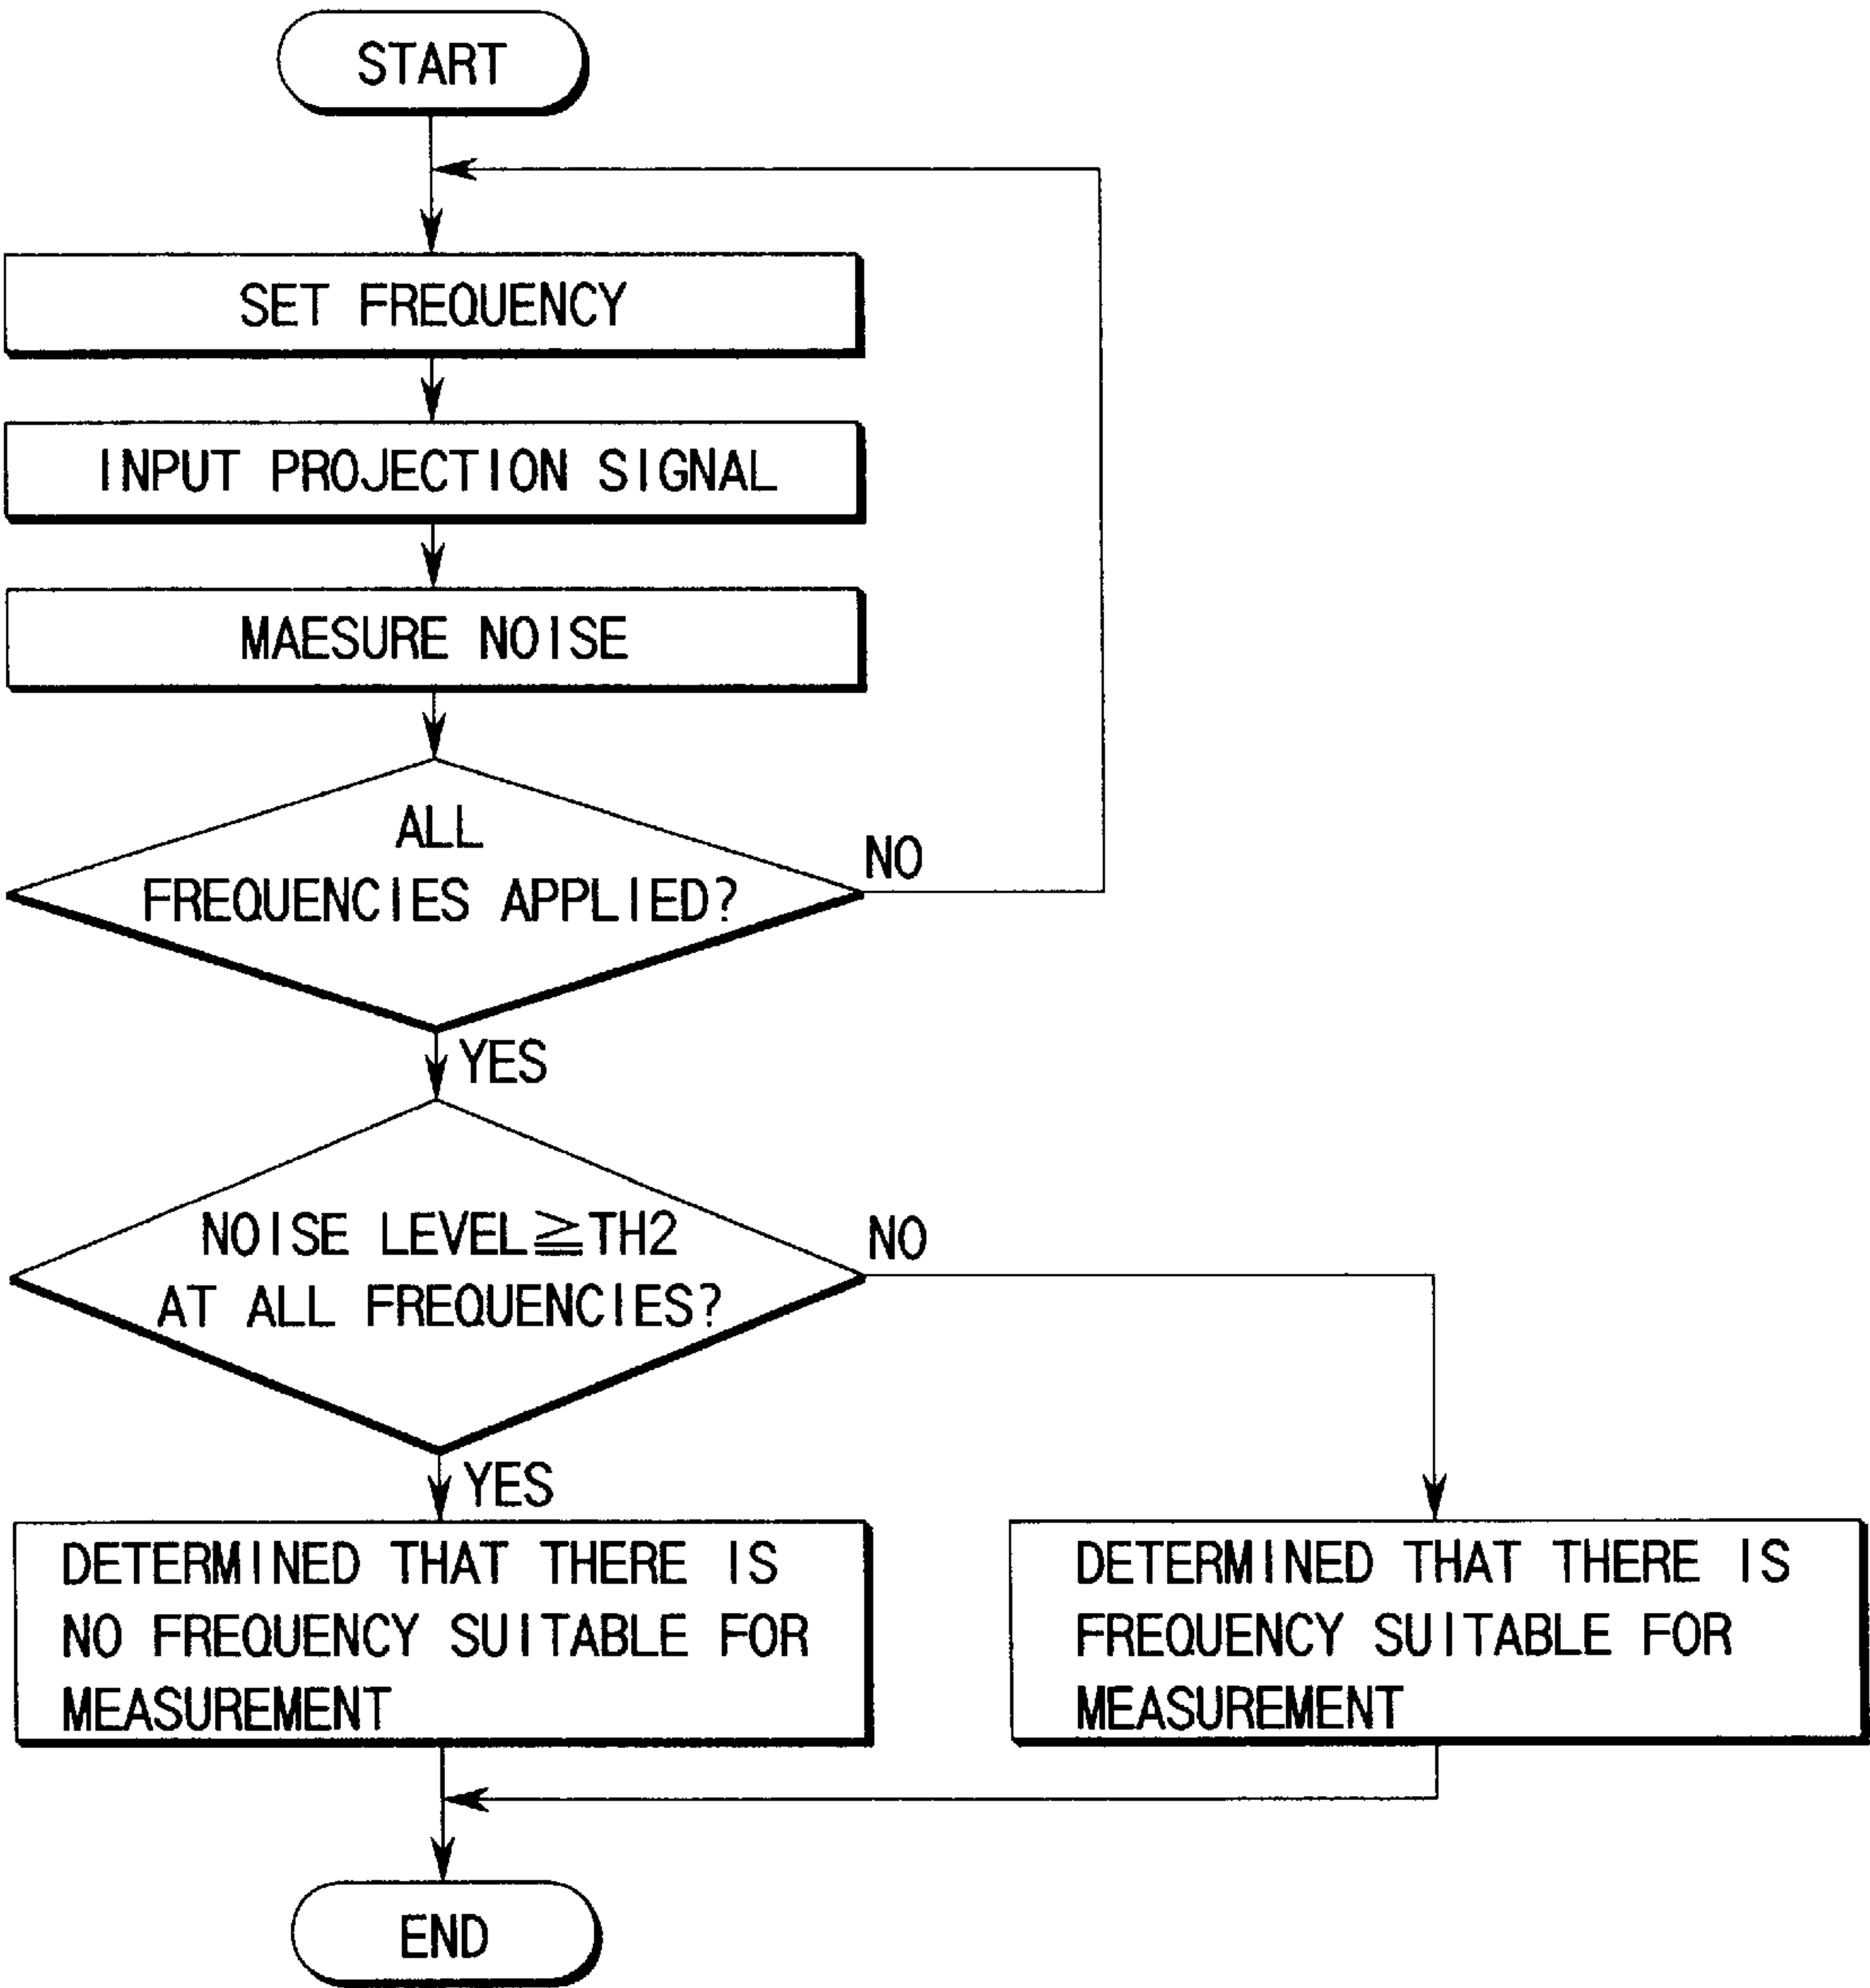 START
SET FREQUENCY
INPUT PROJECTION SIGNAL
MAESURE NOISE
ALL
FREQUENCIES APPLIED?
NO
YES
NOISE LEVEL≧TH2
AT ALL FREQUENCIES?
NO
YES
DETERMINED THAT THERE IS
NO FREQUENCY SUITABLE FOR
MEASUREMENT
DETERMINED THAT THERE IS
FREQUENCY SUITABLE FOR
MEASUREMENT
END